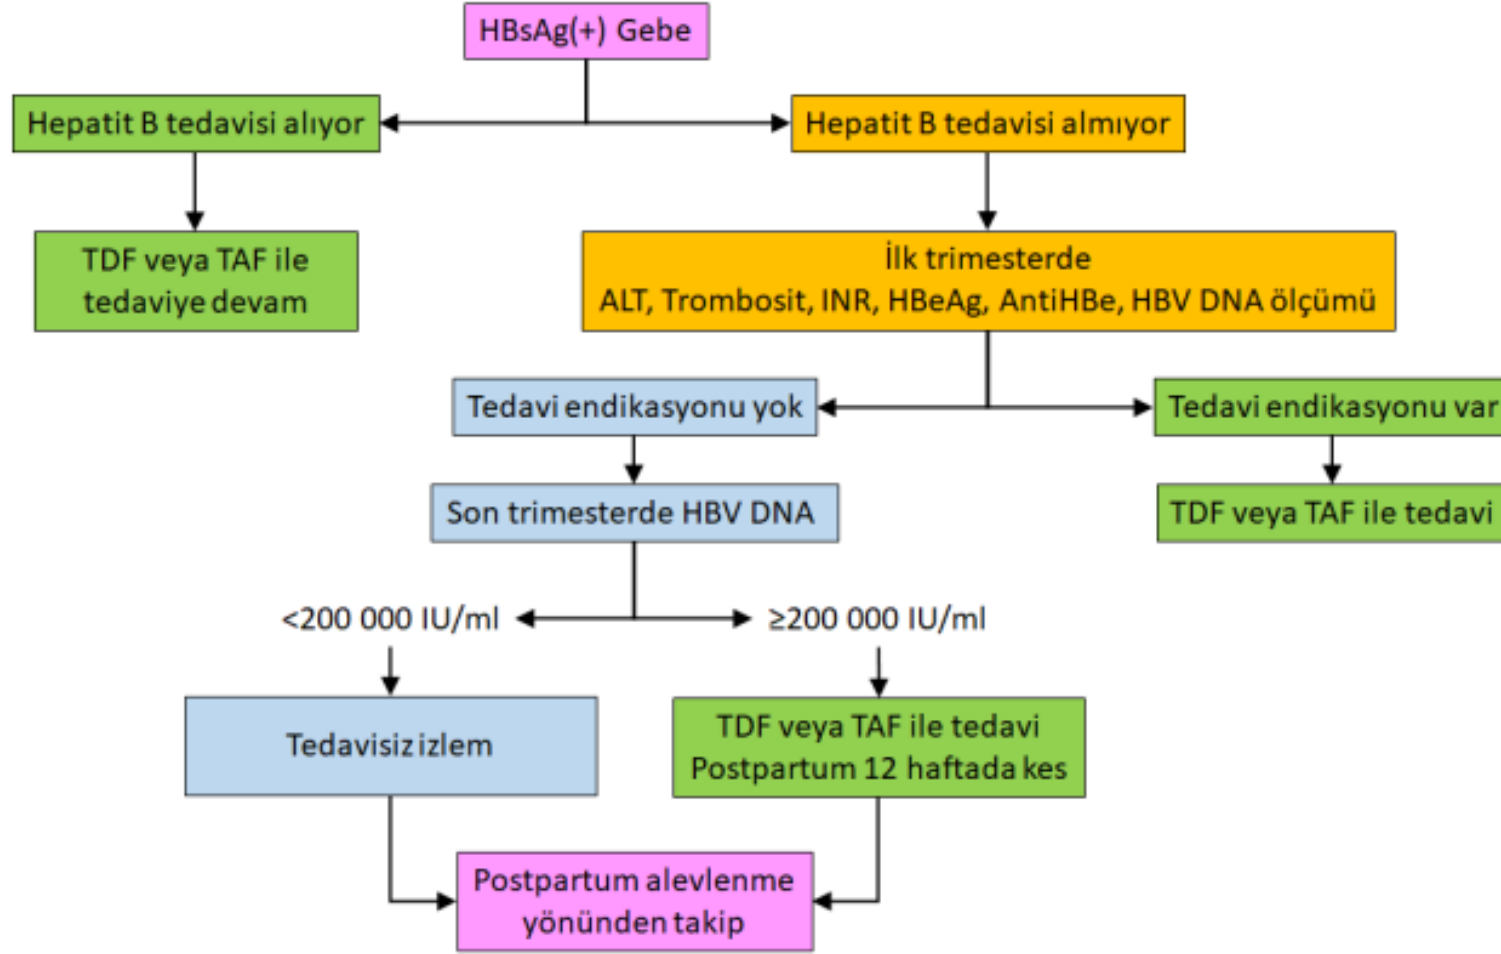 HBsAg(+) Gebe
Hepatit B tedavisi alıyor
Hepatit B tedavisi almıyor
TDF veya TAF ile
tedaviye devam
İlk trimesterde
ALT, Trombosit, INR, HBeAg, AntiHBe, HBV DNA ölçümü
Tedavi endikasyonu yok
Tedavi endikasyonu var
Son trimesterde HBV DNA
TDF veya TAF ile tedavi
<200 000 IU/ml
≥200 000 IU/ml
Tedavisiz izlem
TDF veya TAF ile tedavi
Postpartum 12 haftada kes
Postpartum alevlenme
yönünden takip